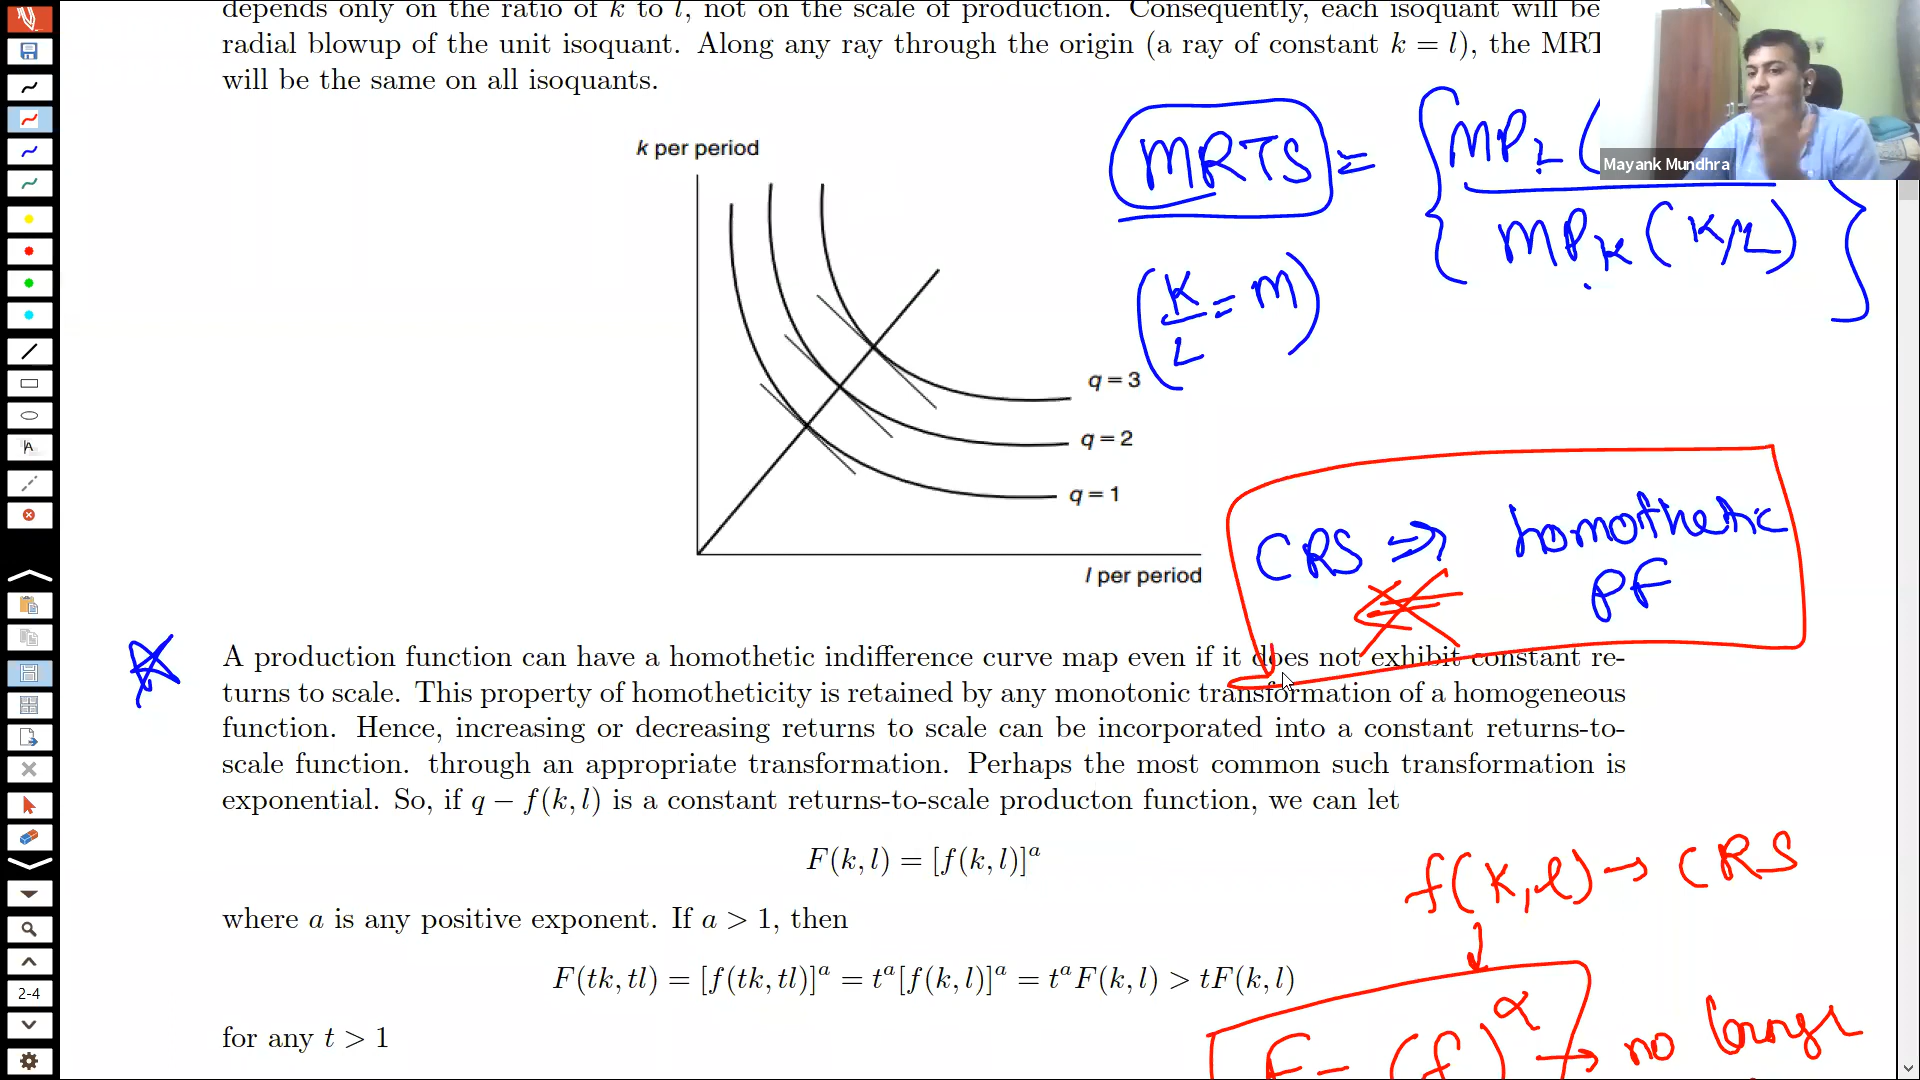 depends only on the ratio of k to l, not on the scale of production. Consequently, each isoquant will be
radial blowup of the unit isoquant. Along any ray through the origin (a ray of constant k = l), the MRT
will be the same on all isoquants.
k per period
MRTS = MP_L (
MP_K (K/L)
Mayank Mundhra
K/L = m
q = 3
q = 2
q = 1
l per period
CRS ⇒ homothetic
PF
A production function can have a homothetic indifference curve map even if it does not exhibit constant re-
turns to scale. This property of homotheticity is retained by any monotonic transformation of a homogeneous
function. Hence, increasing or decreasing returns to scale can be incorporated into a constant returns-to-
scale function. through an appropriate transformation. Perhaps the most common such transformation is
exponential. So, if q − f(k, l) is a constant returns-to-scale producton function, we can let
F(k, l) = [f(k, l)]^a
f(K, l) → CRS
where a is any positive exponent. If a > 1, then
F(tk, tl) = [f(tk, tl)]^a = t^a[f(k, l)]^a = t^aF(k, l) > tF(k, l)
F = (f)^α → no longer
for any t > 1
2-4